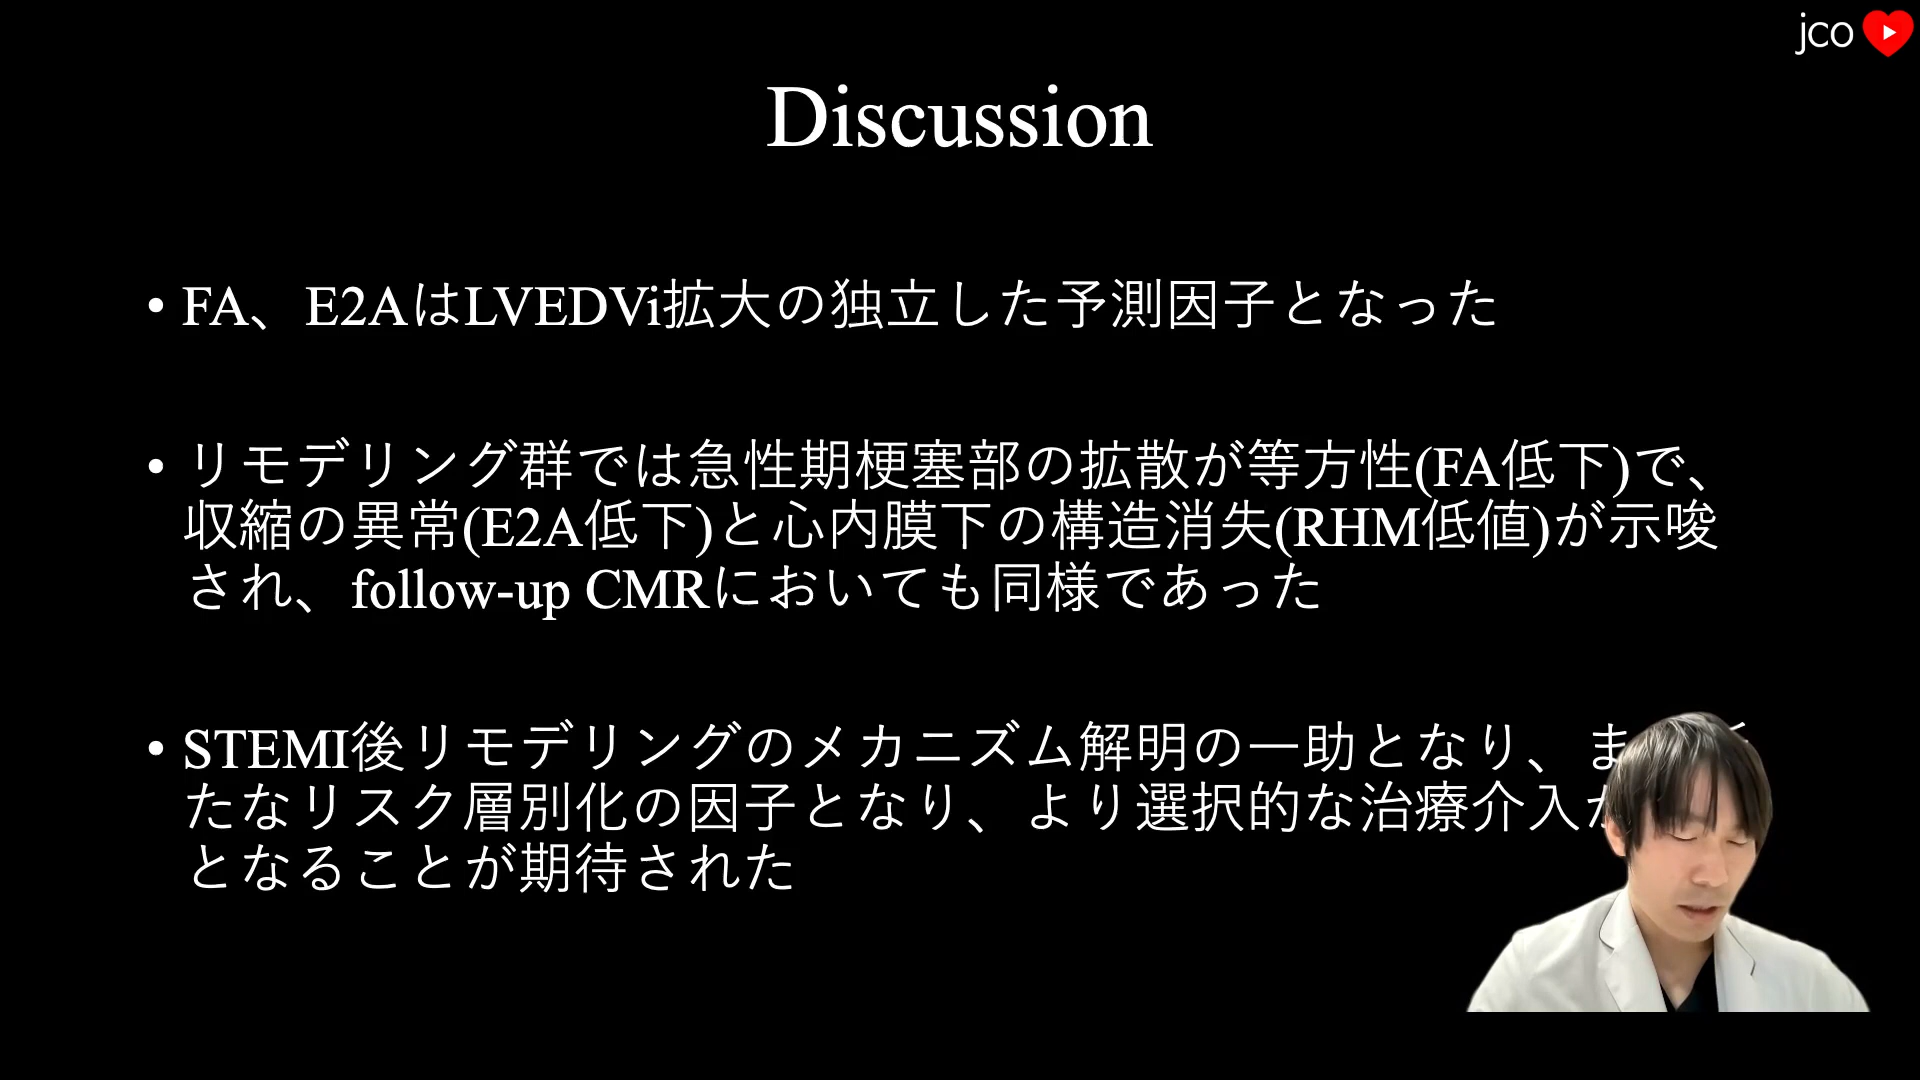 jco
Discussion
• FA、E2AはLVEDVi拡大の独立した予測因子となった
• リモデリング群では急性期梗塞部の拡散が等方性(FA低下)で、
収縮の異常(E2A低下)と心内膜下の構造消失(RHM低値)が示唆
され、follow-up CMRにおいても同様であった
• STEMI後リモデリングのメカニズム解明の一助となり、ま
たなリスク層別化の因子となり、より選択的な治療介入
となることが期待された